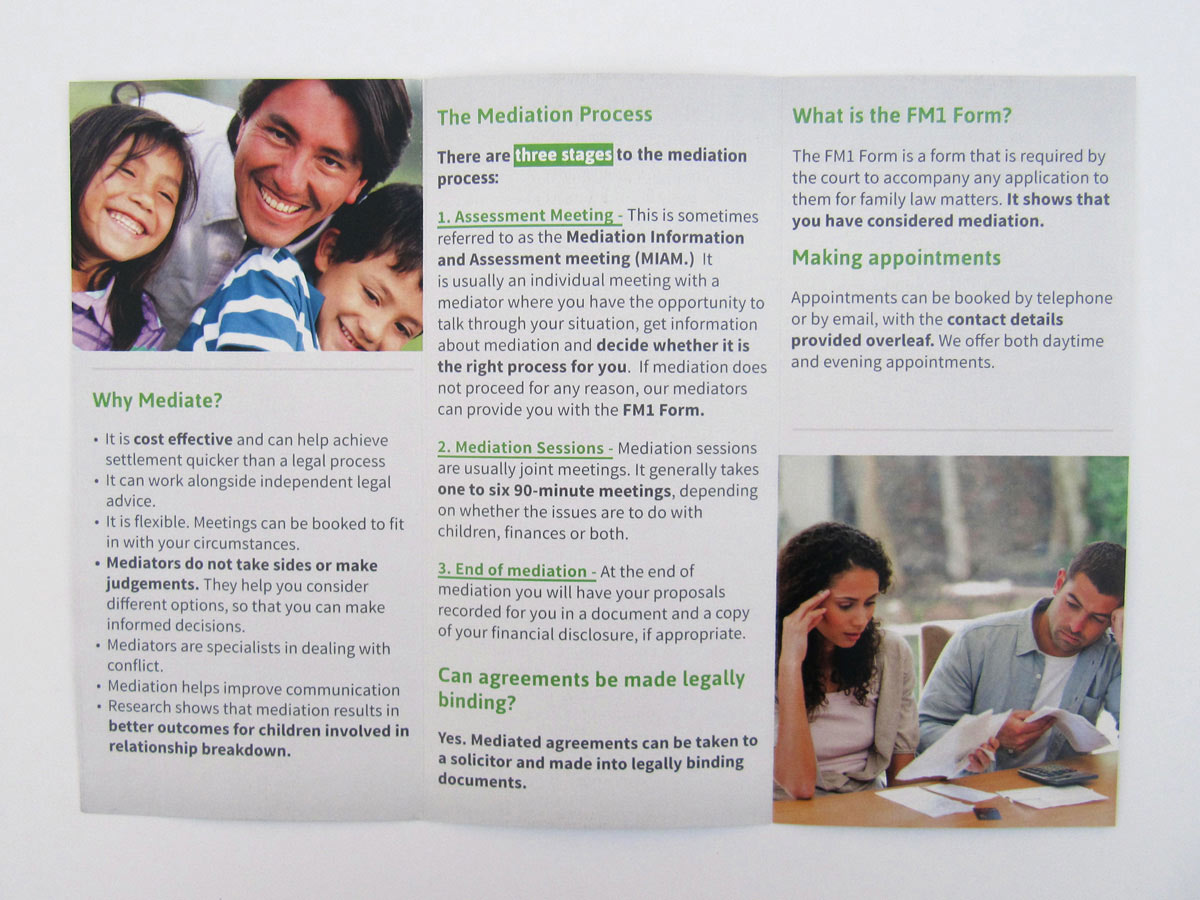 Why Mediate?
• It is cost effective and can help achieve
settlement quicker than a legal process
• It can work alongside independent legal
advice.
• It is flexible. Meetings can be booked to fit
in with your circumstances.
• Mediators do not take sides or make
judgements. They help you consider
different options, so that you can make
informed decisions.
• Mediators are specialists in dealing with
conflict.
• Mediation helps improve communication
• Research shows that mediation results in
better outcomes for children involved in
relationship breakdown.
The Mediation Process
There are three stages to the mediation
process:
1. Assessment Meeting - This is sometimes
referred to as the Mediation Information
and Assessment meeting (MIAM.) It
is usually an individual meeting with a
mediator where you have the opportunity to
talk through your situation, get information
about mediation and decide whether it is
the right process for you. If mediation does
not proceed for any reason, our mediators
can provide you with the FM1 Form.
2. Mediation Sessions - Mediation sessions
are usually joint meetings. It generally takes
one to six 90-minute meetings, depending
on whether the issues are to do with
children, finances or both.
3. End of mediation - At the end of
mediation you will have your proposals
recorded for you in a document and a copy
of your financial disclosure, if appropriate.
Can agreements be made legally
binding?
Yes. Mediated agreements can be taken to
a solicitor and made into legally binding
documents.
What is the FM1 Form?
The FM1 Form is a form that is required by
the court to accompany any application to
them for family law matters. It shows that
you have considered mediation.
Making appointments
Appointments can be booked by telephone
or by email, with the contact details
provided overleaf. We offer both daytime
and evening appointments.